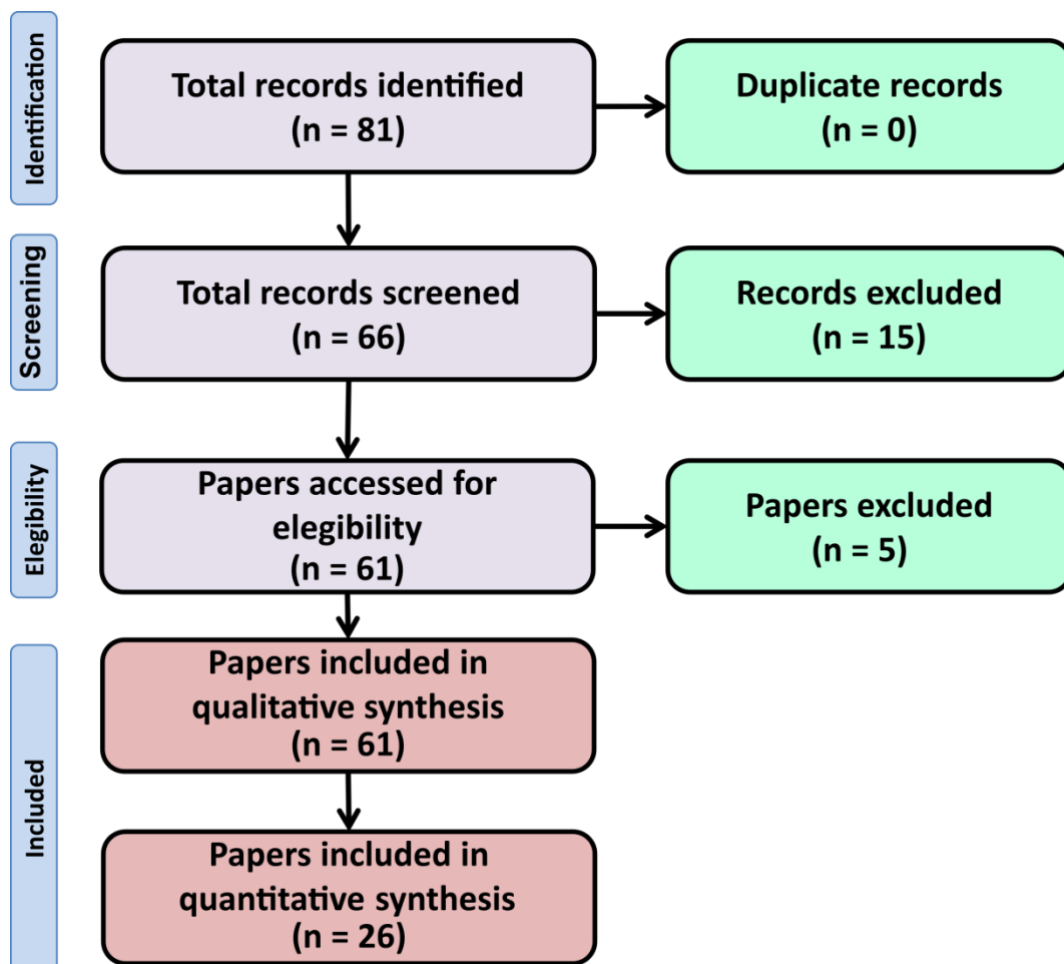 Identification
Total records identified
(n = 81)
Duplicate records
(n = 0)
Screening
Total records screened
(n = 66)
Records excluded
(n = 15)
Elegibility
Papers accessed for
elegibility
(n = 61)
Papers excluded
(n = 5)
Included
Papers included in
qualitative synthesis
(n = 61)
Papers included in
quantitative synthesis
(n = 26)